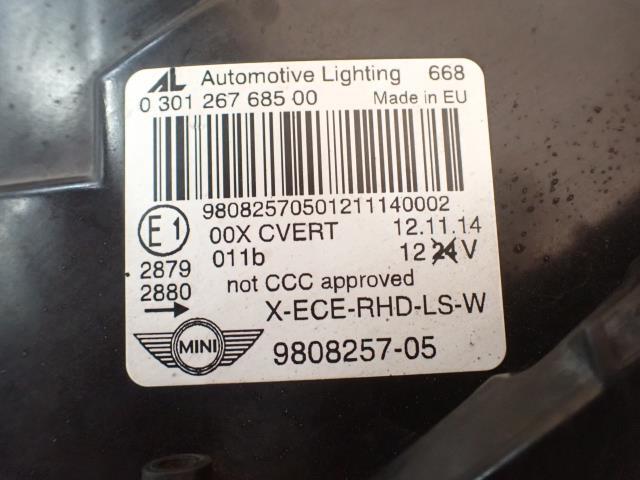 AL Automotive Lighting 668
0 301 267 685 00 Made in EU
98082570501211140002
E1 00X CVERT 12.11.14
2879 011b 12 24 V
2880 not CCC approved
X-ECE-RHD-LS-W
MINI 9808257-05